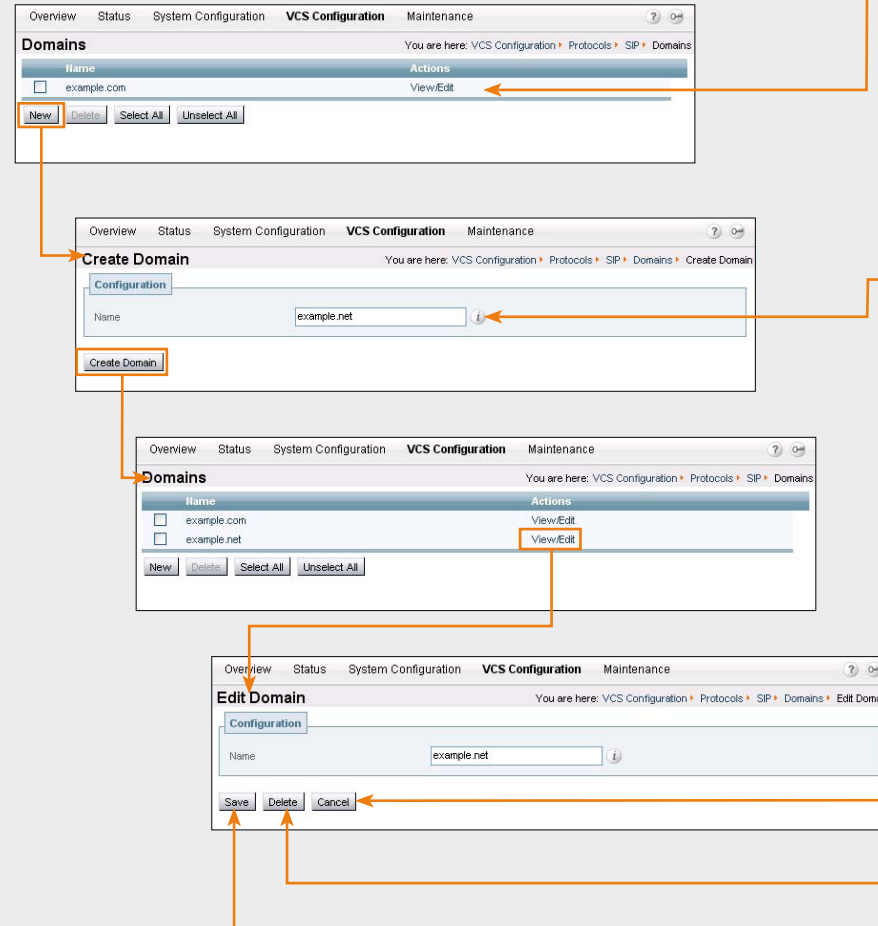 Overview Status System Configuration VCS Configuration Maintenance ?
Domains You are here: VCS Configuration Protocols SIP Domains
Name Actions
example.com View/Edit
New Delete Select All Unselect All
Overview Status System Configuration VCS Configuration Maintenance ?
Create Domain You are here: VCS Configuration Protocols SIP Domains Create Domain
Configuration
Name example.net i
Create Domain
Overview Status System Configuration VCS Configuration Maintenance ?
Domains You are here: VCS Configuration Protocols SIP Domains
Name Actions
example.com View/Edit
example.net View/Edit
New Delete Select All Unselect All
Overview Status System Configuration VCS Configuration Maintenance ?
Edit Domain You are here: VCS Configuration Protocols SIP Domains Edit Doma
Configuration
Name example.net i
Save Delete Cancel